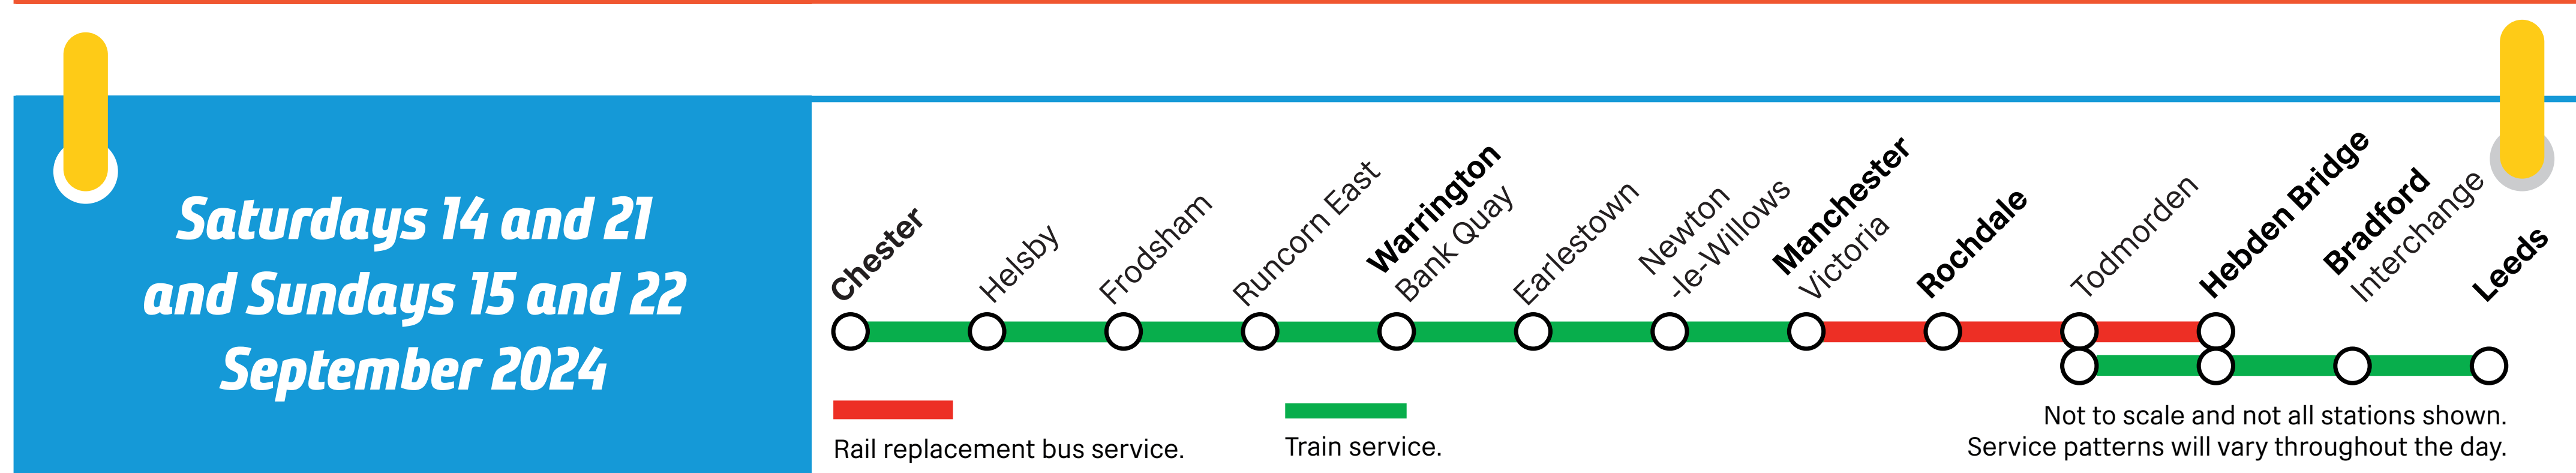 Saturdays 14 and 21
and Sundays 15 and 22
September 2024
Chester
Helsby
Frodsham
Runcorn East
Warrington
Bank Quay
Earlestown
Newton
-le-Willows
Manchester
Victoria
Rochdale
Todmorden
Hebden Bridge
Bradford
Interchange
Leeds
Rail replacement bus service.
Train service.
Not to scale and not all stations shown.
Service patterns will vary throughout the day.